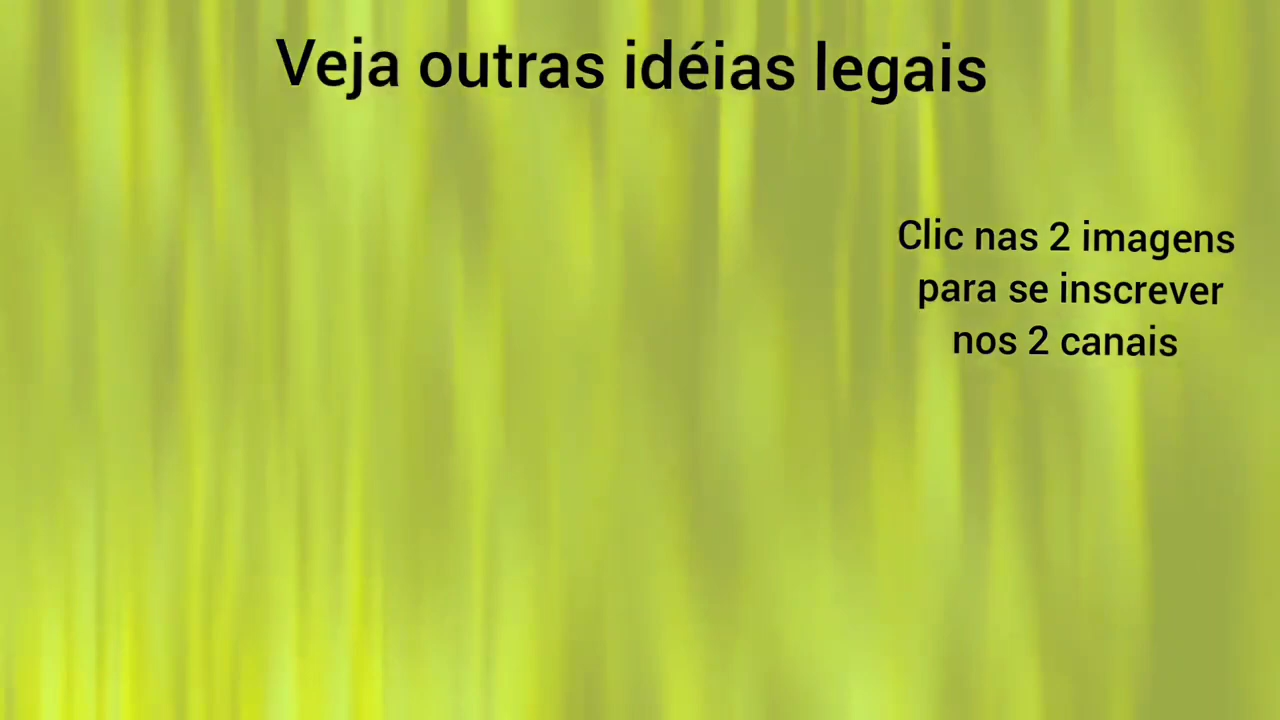 Veja outras idéias legais
Clic nas 2 imagens
para se inscrever
nos 2 canais